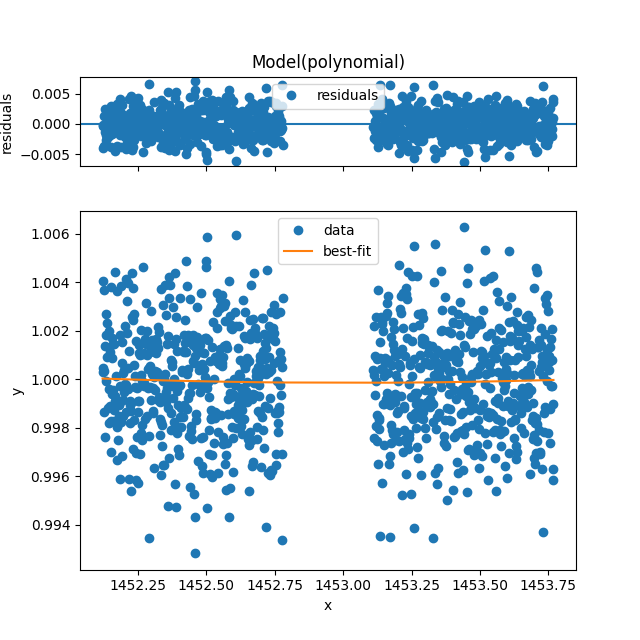 Model(polynomial)
residuals
0.005
0.000
−0.005
residuals
data
best-fit
y
1.006
1.004
1.002
1.000
0.998
0.996
0.994
1452.25 1452.50 1452.75 1453.00 1453.25 1453.50 1453.75
x